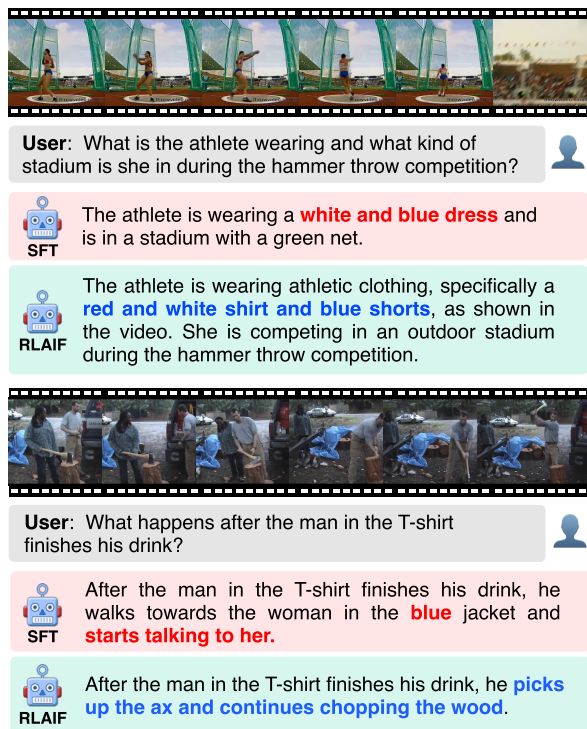 User: What is the athlete wearing and what kind of
stadium is she in during the hammer throw competition?
The athlete is wearing a white and blue dress and
is in a stadium with a green net.
SFT
The athlete is wearing athletic clothing, specifically a
red and white shirt and blue shorts, as shown in
the video. She is competing in an outdoor stadium
during the hammer throw competition.
RLAIF
User: What happens after the man in the T-shirt
finishes his drink?
After the man in the T-shirt finishes his drink, he
walks towards the woman in the blue jacket and
starts talking to her.
SFT
After the man in the T-shirt finishes his drink, he picks
up the ax and continues chopping the wood.
RLAIF